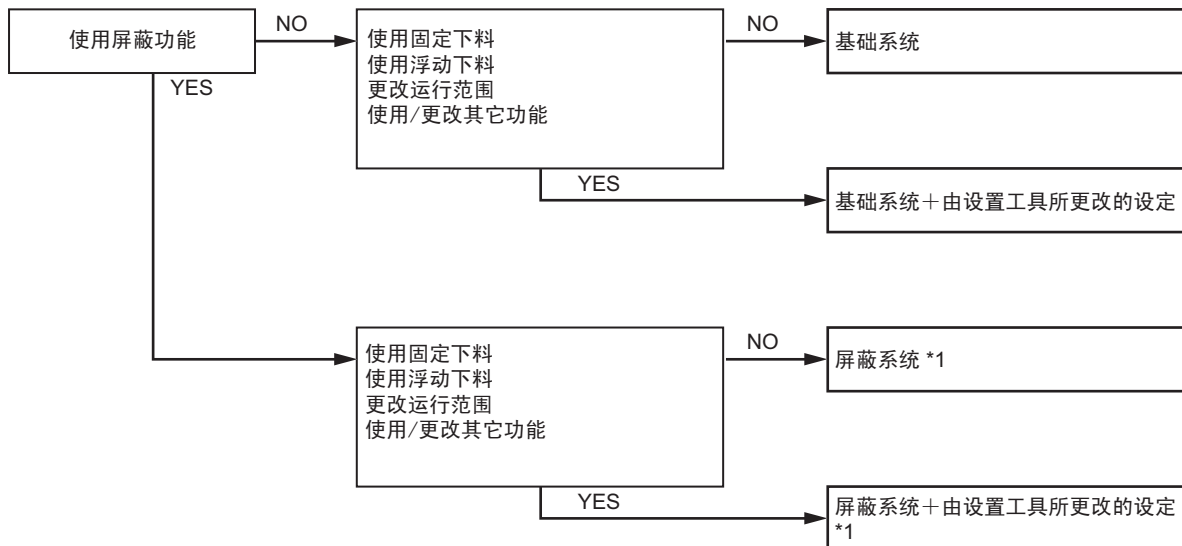 使用屏蔽功能
NO
YES
使用固定下料
使用浮动下料
更改运行范围
使用/更改其它功能
NO
基础系统
YES
基础系统＋由设置工具所更改的设定
使用固定下料
使用浮动下料
更改运行范围
使用/更改其它功能
NO
屏蔽系统 *1
YES
屏蔽系统＋由设置工具所更改的设定
*1